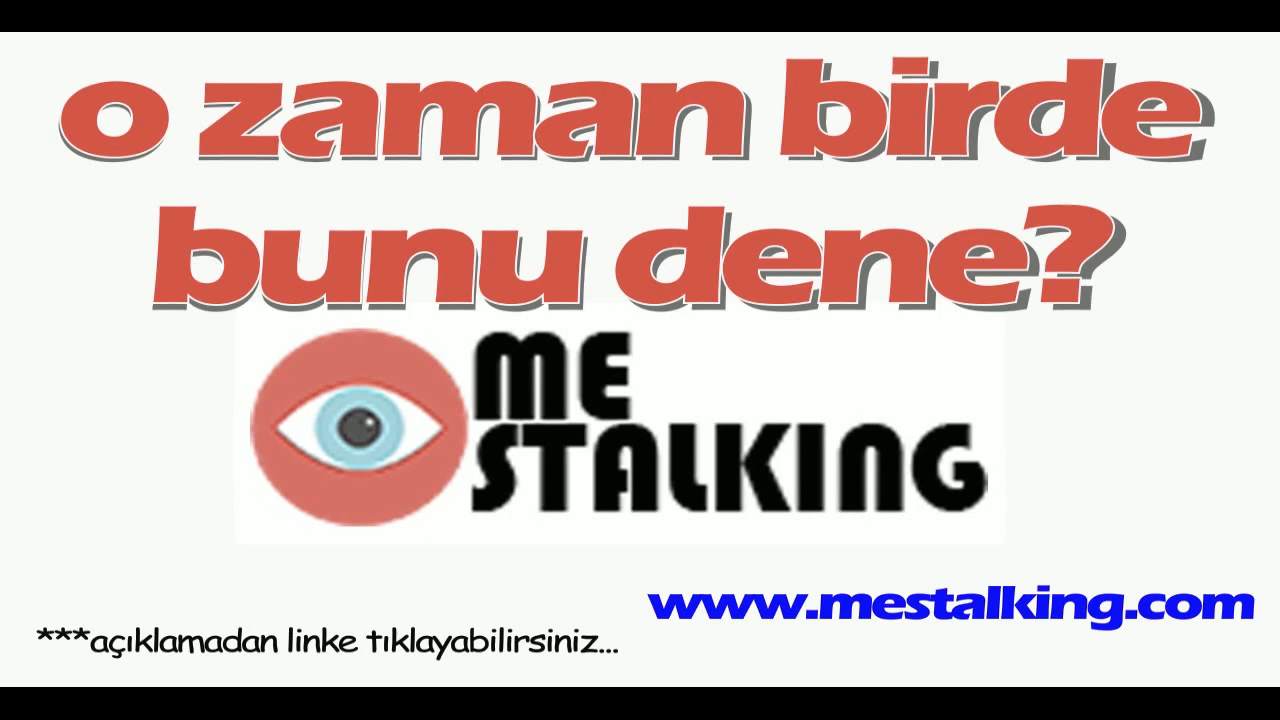 o zaman birde
bunu dene?
ME
STALKING
www.mestalking.com
***açıklamadan linke tıklayabilirsiniz...